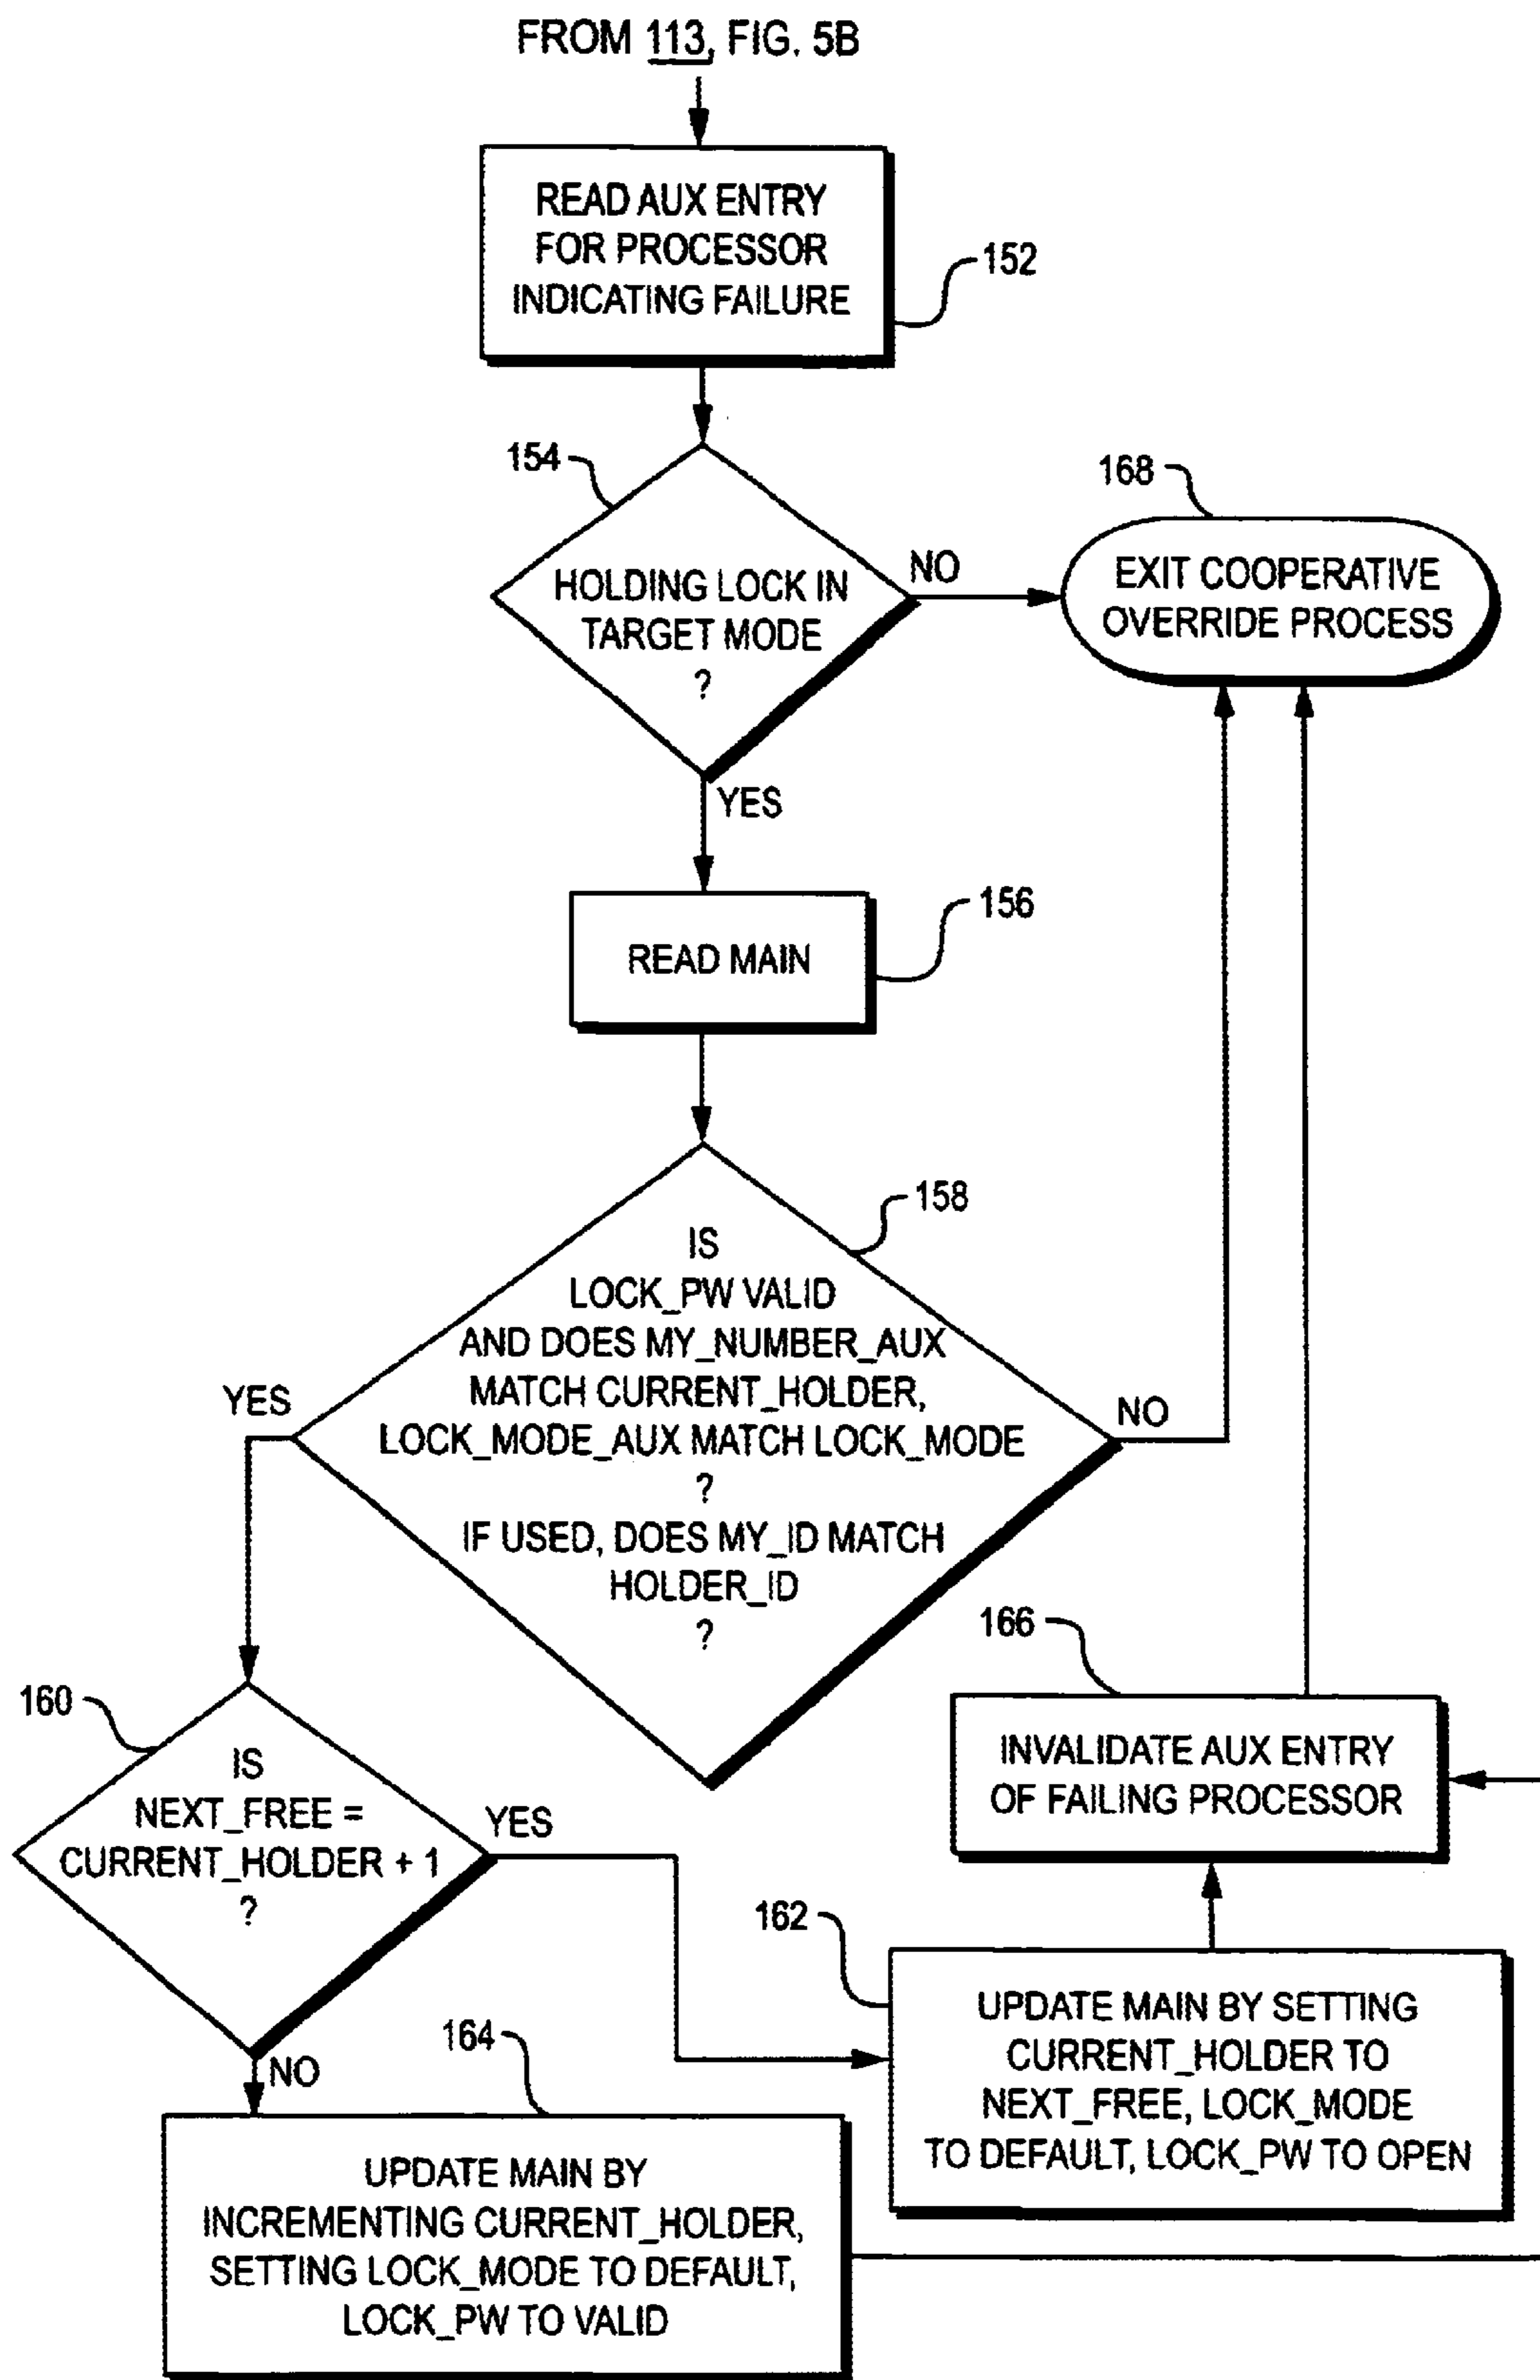 FROM 113, FIG. 5B
READ AUX ENTRY
FOR PROCESSOR
INDICATING FAILURE
152
154
HOLDING LOCK IN
TARGET MODE
?
NO
168
EXIT COOPERATIVE
OVERRIDE PROCESS
YES
READ MAIN
156
158
IS
LOCK_PW VALID
AND DOES MY_NUMBER_AUX
MATCH CURRENT_HOLDER,
LOCK_MODE_AUX MATCH LOCK_MODE
?
IF USED, DOES MY_ID MATCH
HOLDER_ID
?
YES
NO
160
IS
NEXT_FREE =
CURRENT_HOLDER + 1
?
YES
NO
166
INVALIDATE AUX ENTRY
OF FAILING PROCESSOR
162
UPDATE MAIN BY SETTING
CURRENT_HOLDER TO
NEXT_FREE, LOCK_MODE
TO DEFAULT, LOCK_PW TO OPEN
164
UPDATE MAIN BY
INCREMENTING CURRENT_HOLDER,
SETTING LOCK_MODE TO DEFAULT,
LOCK_PW TO VALID